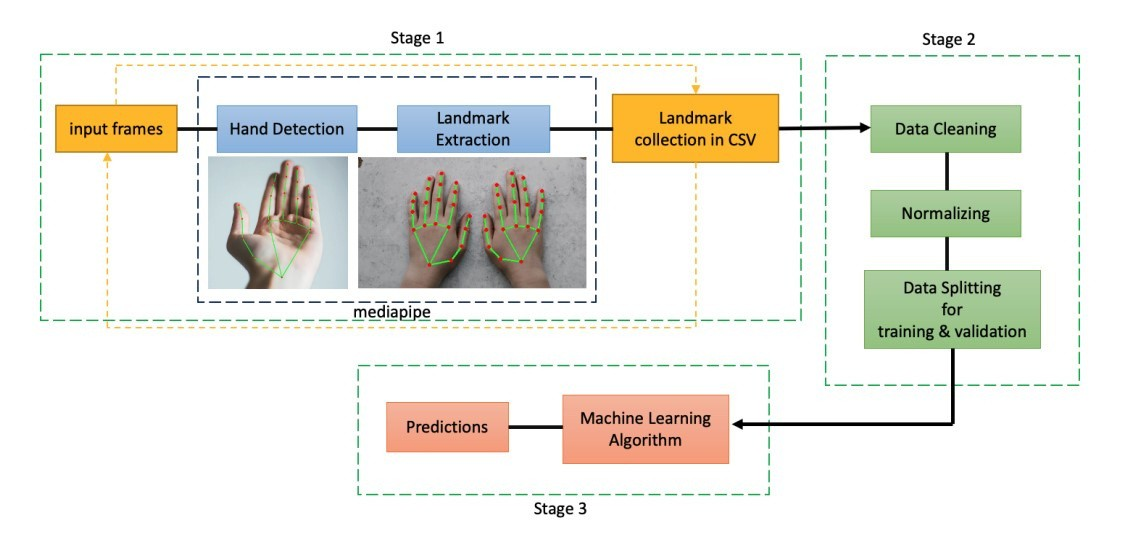 Stage 1
Stage 2
input frames
Hand Detection
Landmark
Extraction
Landmark
collection in CSV
Data Cleaning
Normalizing
Data Splitting
for
training & validation
mediapipe
Predictions
Machine Learning
Algorithm
Stage 3